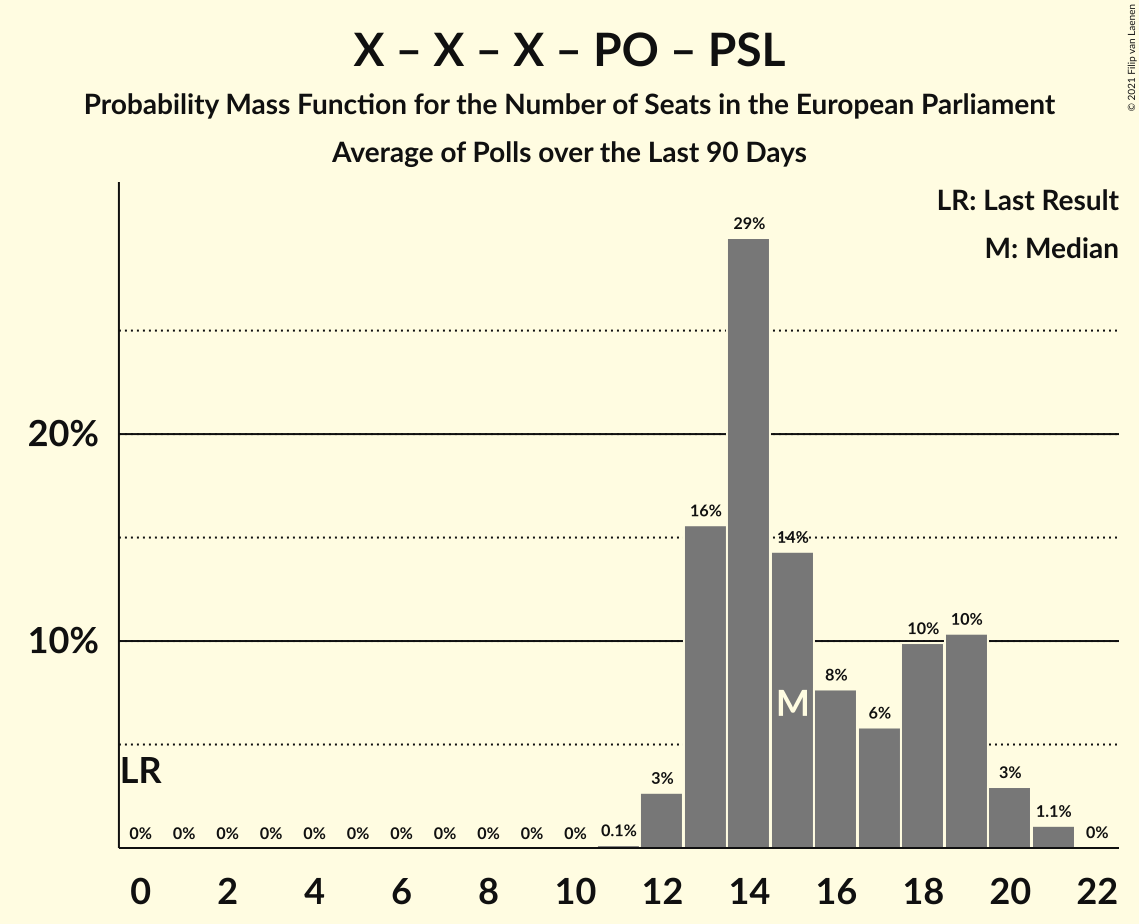 X – X – X – PO – PSL
Probability Mass Function for the Number of Seats in the European Parliament
Average of Polls over the Last 90 Days
© 2021 Filip van Laenen
LR: Last Result
M: Median
29%
20%
16%
14%
10%
10%
10%
8%
M
6%
LR
3%
3%
1.1%
0% 0% 0% 0% 0% 0% 0% 0% 0% 0% 0% 0.1% 0%
0 2 4 6 8 10 12 14 16 18 20 22